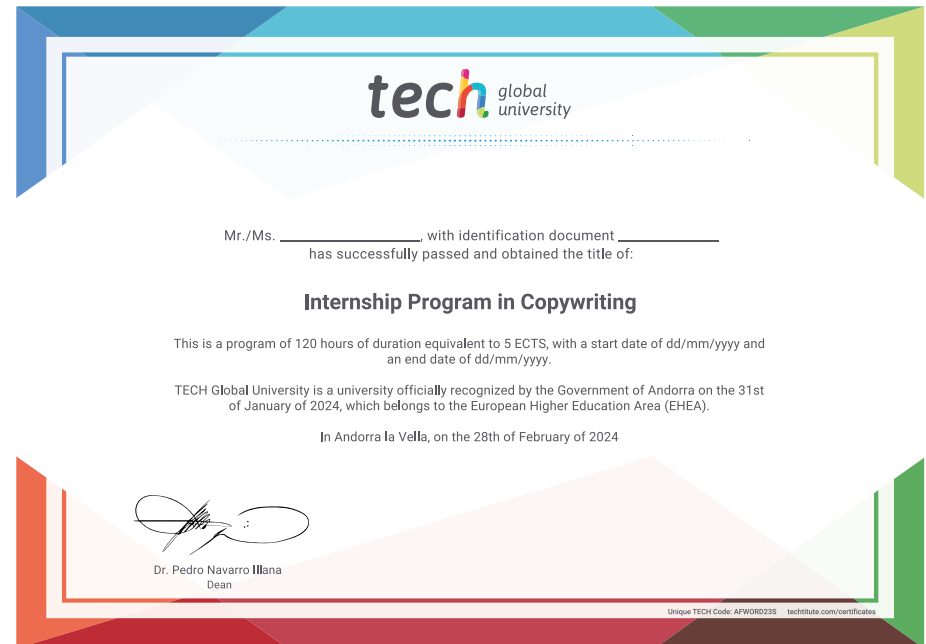 tech global university
Mr./Ms. ____________________, with identification document ______________
has successfully passed and obtained the title of:
Internship Program in Copywriting
This is a program of 120 hours of duration equivalent to 5 ECTS, with a start date of dd/mm/yyyy and
an end date of dd/mm/yyyy.
TECH Global University is a university officially recognized by the Government of Andorra on the 31st
of January of 2024, which belongs to the European Higher Education Area (EHEA).
In Andorra la Vella, on the 28th of February of 2024
Dr. Pedro Navarro Illana
Dean
Unique TECH Code: AFWORD23S techtitute.com/certificates